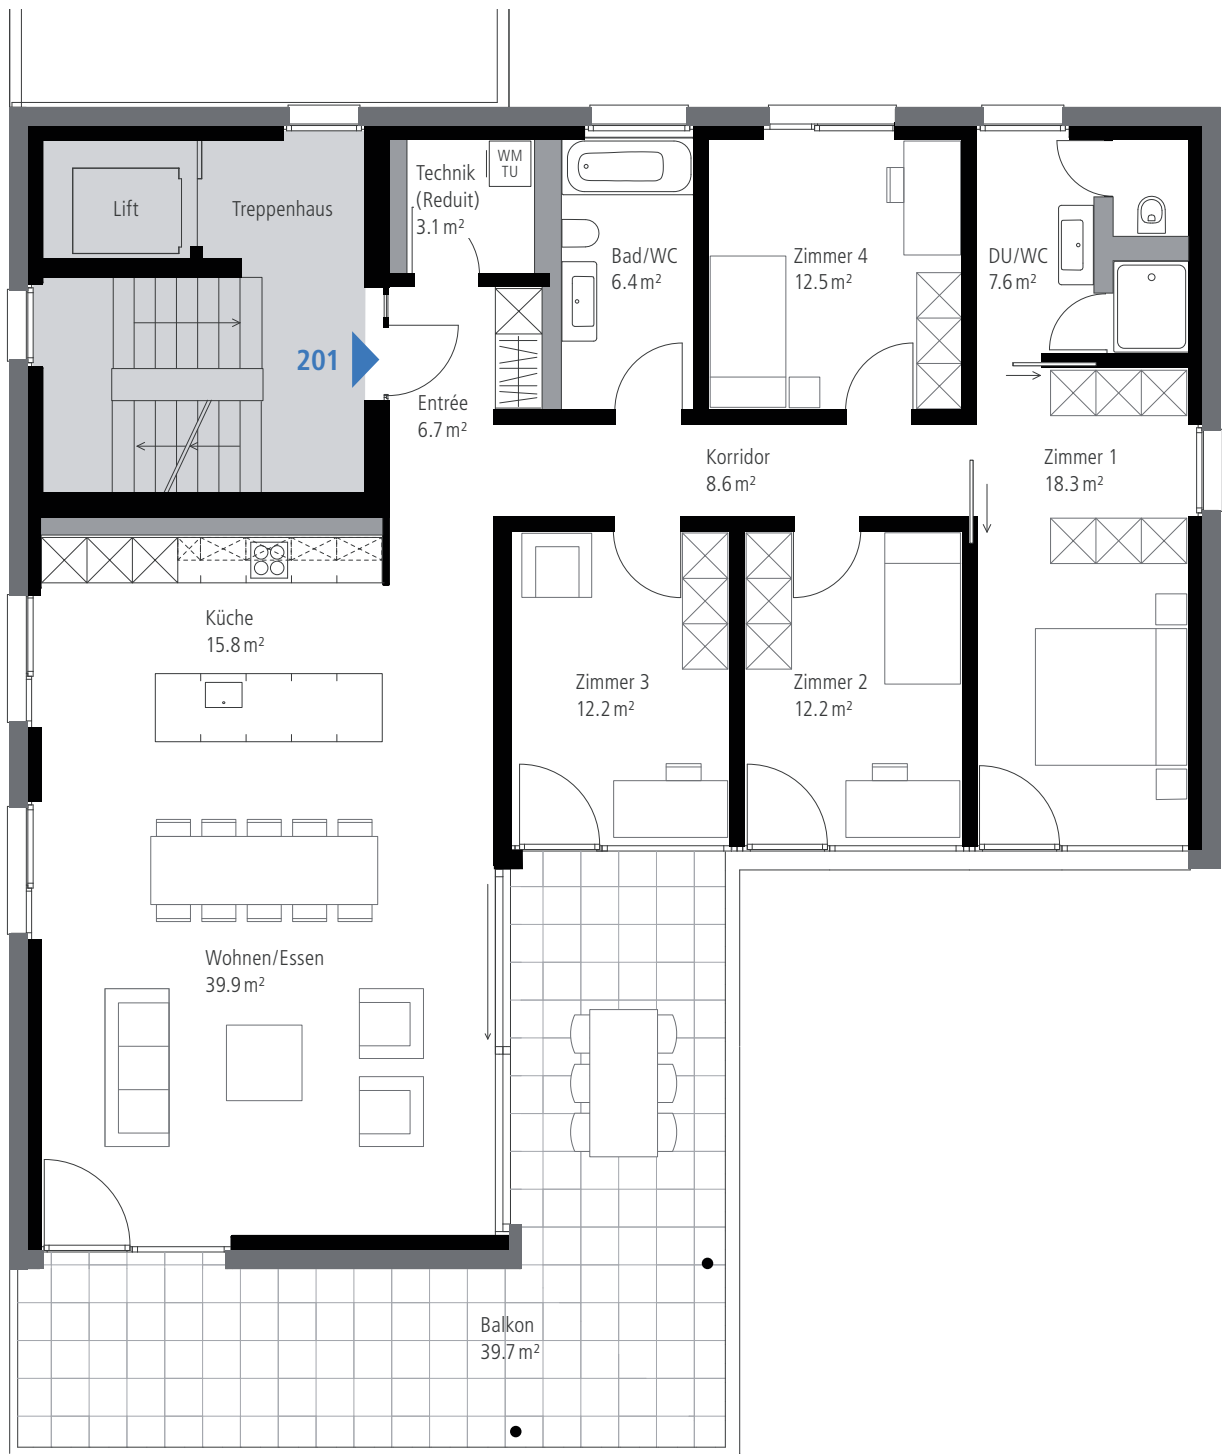 WM
TU
Technik
(Reduit)
3.1 m²
Lift
Treppenhaus
Bad/WC
6.4 m²
Zimmer 4
12.5 m²
DU/WC
7.6 m²
201
Entrée
6.7 m²
Korridor
8.6 m²
Zimmer 1
18.3 m²
Küche
15.8 m²
Zimmer 3
12.2 m²
Zimmer 2
12.2 m²
Wohnen/Essen
39.9 m²
Balkon
39.7 m²